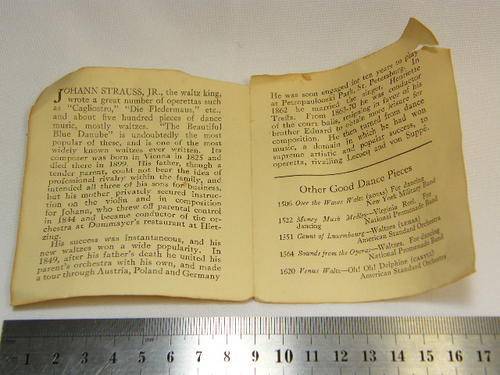 JOHANN STRAUSS, JR., the waltz king,
wrote a great number of operettas such
as "Cagliostro," "Die Fledermaus," etc.,
and about five hundred pieces of dance
music, mostly waltzes. "The Beautiful
Blue Danube" is undoubtedly the most
popular of these, and is one of the most
widely known waltzes ever written. Its
composer was born in Vienna in 1825 and
died there in 1899. His father, though a
tender parent, could not bear the idea of
professional rivalry within the family, and
intended all three of his sons for business,
but his mother privately secured instruc-
tion on the violin and in composition
for Johann, who threw off parental control
in 1844 and became conductor of the or-
chestra at Dommayer's restaurant at Hiet-
zing.
His success was instantaneous, and his
new waltzes won a wide popularity. In
1849, after his father's death he united his
parent's orchestra with his own, and made
a tour through Austria, Poland and Germany
He was soon engaged for ten years to play
at Petropaulouski Park, St. Petersburg. In
1862 he married the singer, Henriette
Treffz. From 1863-70 he was conductor
of the court balls, resigning in favor of his
brother Eduard to obtain more leisure for
composition. He then turned from dance
music, a domain in which he had won
supreme artistic and popular success, to
operetta, rivalling Lecocq and von Suppé.
Other Good Dance Pieces
1506 Over the Waves Waltz For dancing
New York Military Band
1522 Money Musk Medley—Virginia Reel. For
dancing National Promenade Band
1351 Count of Luxembourg—Waltzes
American Standard Orchestra
1564 Sounds from the Operas—Waltzes. For dancing
National Promenade Band
1620 Venus Waltz—Oh! Oh! Delphine (CARYLL)
American Standard Orchestra
1 2 3 4 5 6 7 8 9 10 11 12 13 14 15 16 17